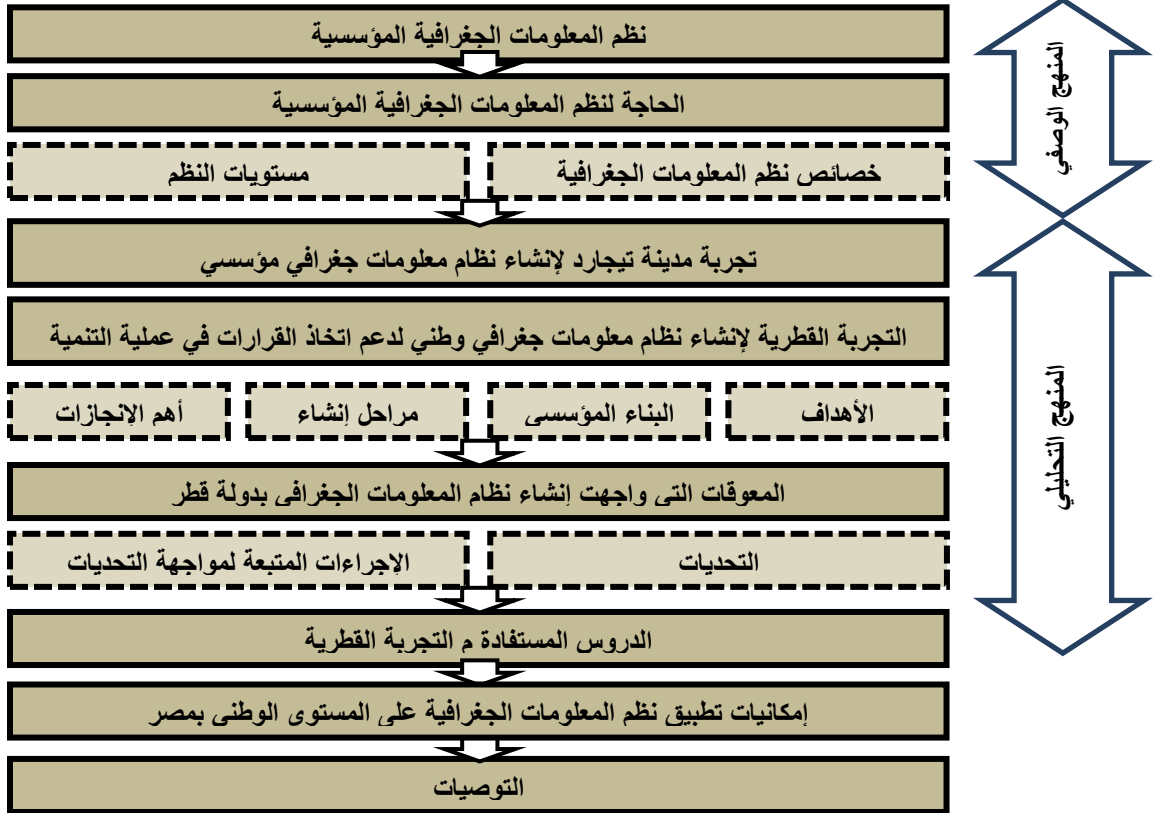 نظم المعلومات الجغرافية المؤسسية
الحاجة لنظم المعلومات الجغرافية المؤسسية
خصائص نظم المعلومات الجغرافية
مستويات النظم
المنهج الوصفي
تجربة مدينة تيجارد لإنشاء نظام معلومات جغرافي مؤسسي
التجربة القطرية لإنشاء نظام معلومات جغرافي وطني لدعم اتخاذ القرارات في عملية التنمية
الأهداف
البناء المؤسسى
مراحل إنشاء
أهم الإنجازات
المعوقات التى واجهت إنشاء نظام المعلومات الجغرافى بدولة قطر
التحديات
الإجراءات المتبعة لمواجهة التحديات
المنهج التحليلي
الدروس المستفادة م التجربة القطرية
إمكانيات تطبيق نظم المعلومات الجغرافية على المستوى الوطنى بمصر
التوصيات